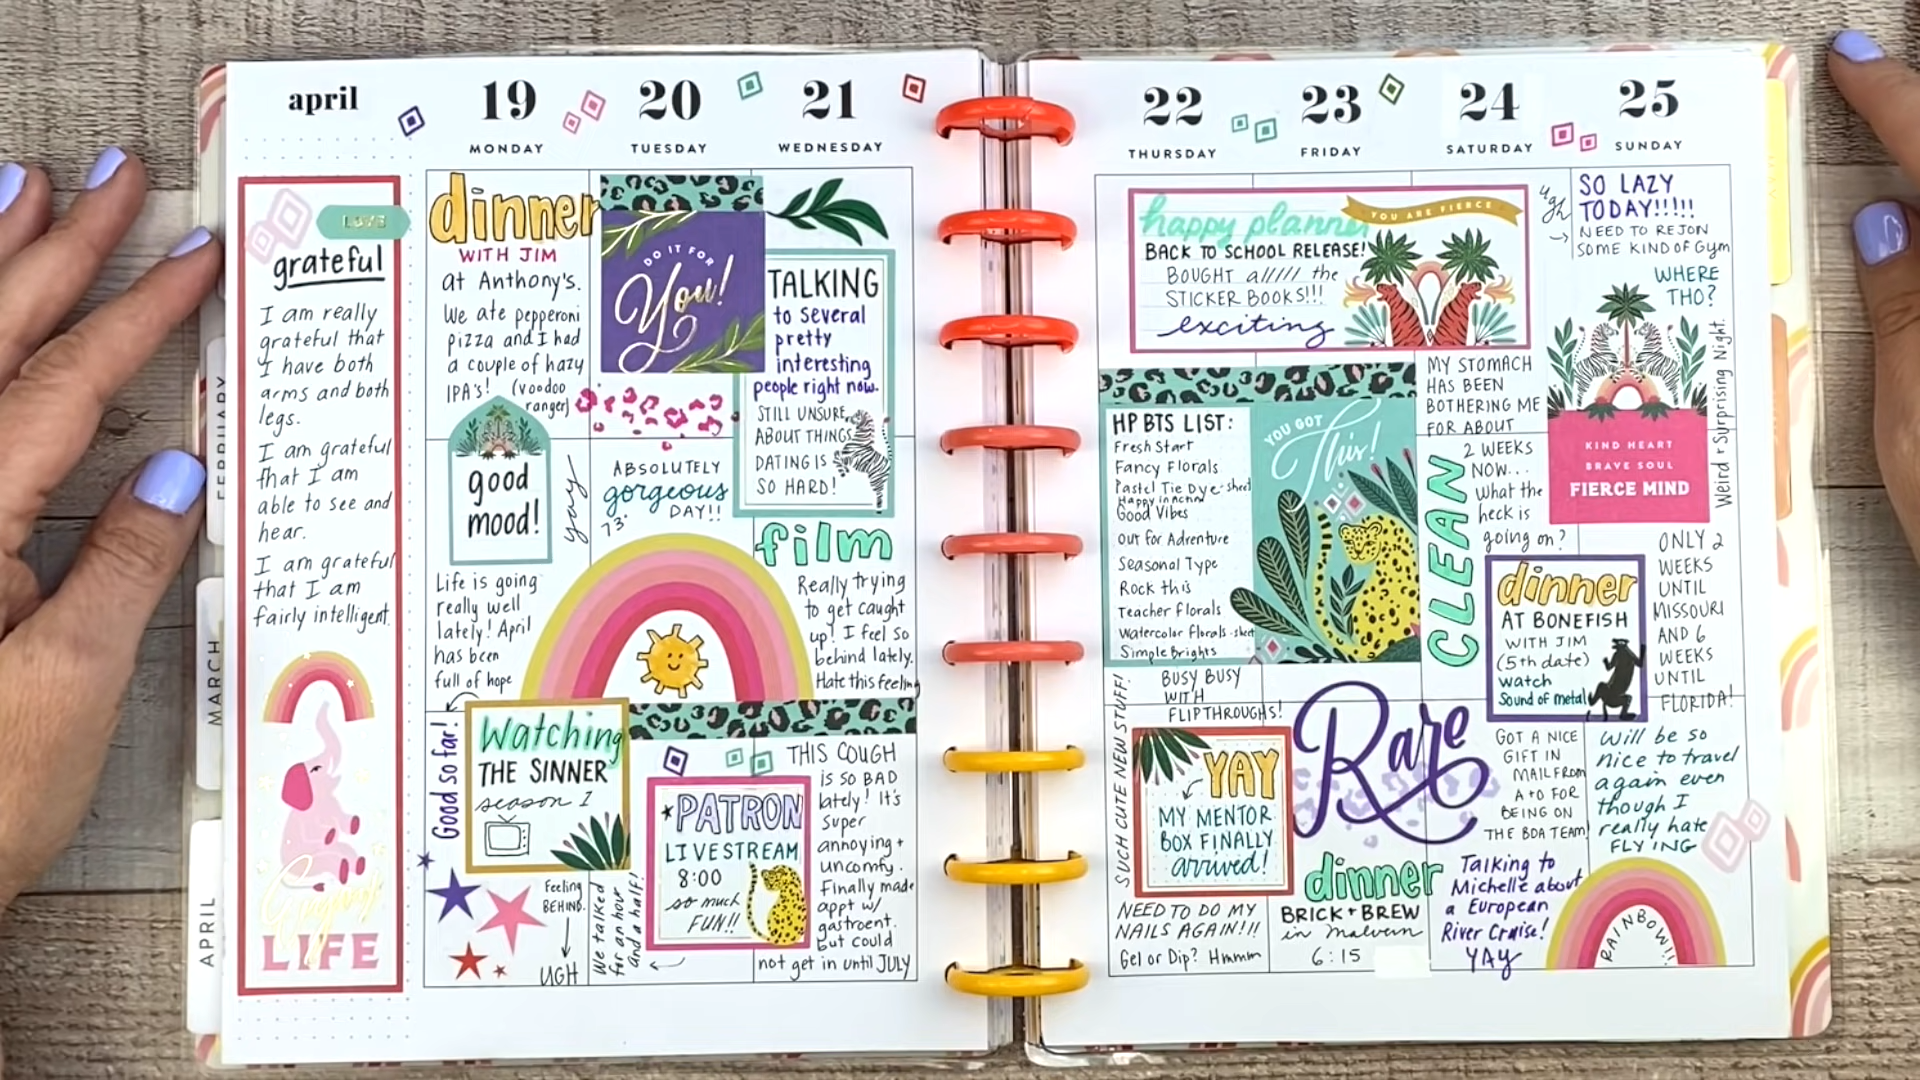 april
19
MONDAY
20
TUESDAY
21
WEDNESDAY
22
THURSDAY
23
FRIDAY
24
SATURDAY
25
SUNDAY
FEBRUARY
MARCH
APRIL
LOVE
grateful
I am really
grateful that
I have both
arms and both
legs.
I am grateful
that I am
able to see and
hear.
I am grateful
that I am
fairly intelligent.
LIFE
dinner
WITH JIM
at Anthony's.
We ate pepperoni
pizza and I had
a couple of hazy
IPA's! (voodoo
ranger)
good
mood!
yay
Life is going
really well
lately! April
has been
full of hope
Good so far!
Watching
THE SINNER
season 1
Feeling
BEHIND.
UGH
DO IT FOR
You!
ABSOLUTELY
gorgeous
DAY!!
73°
We talked
for an hour
and a half!
PATRON
LIVESTREAM
8:00
so much
FUN!!
TALKING
to several
pretty
interesting
people right now.
STILL UNSURE
ABOUT THINGS
DATING IS
SO HARD!
film
Really trying
to get caught
up! I feel so
behind lately.
Hate this feeling
THIS COUGH
is so BAD
lately! It's
super
annoying +
uncomfy.
Finally made
appt w/
gastroent.
but could
not get in until JULY
happy planner
YOU ARE FIERCE
BACK TO SCHOOL RELEASE!
BOUGHT allllll the
STICKER BOOKS!!!
exciting
HP BTS LIST:
Fresh Start
Fancy Florals
Pastel Tie Dye-sheet
Good Vibes
Out for Adventure
Seasonal Type
Rock this
Teacher Florals
Watercolor Florals-sheet
Simple Brights
YOU GOT
This!
SUCH CUTE NEW STUFF!
BUSY BUSY
WITH
FLIPTHROUGHS!
YAY
MY MENTOR
BOX FINALLY
arrived!
NEED TO DO MY
NAILS AGAIN!!!
Gel or Dip? Hmmm
Rare
dinner
BRICK + BREW
in Malvern
6:15
ugh
MY STOMACH
HAS BEEN
BOTHERING ME
FOR ABOUT
2 WEEKS
NOW...
What the
heck is
going on?
CLEAN
dinner
AT BONEFISH
WITH JIM
(5th date)
watch
Sound of metal
GOT A NICE
GIFT IN
MAIL FROM
A+O FOR
BEING ON
THE BOA TEAM!
Talking to
Michelle about
a European
River Cruise!
YAY
SO LAZY
TODAY!!!!!
NEED TO REJOIN
SOME KIND OF Gym
WHERE
THO?
KIND HEART
BRAVE SOUL
FIERCE MIND
Weird + Surprising Night.
ONLY 2
WEEKS
UNTIL
MISSOURI
AND 6
WEEKS
UNTIL
FLORIDA!
Will be so
nice to travel
again even
though I
really hate
FLYING